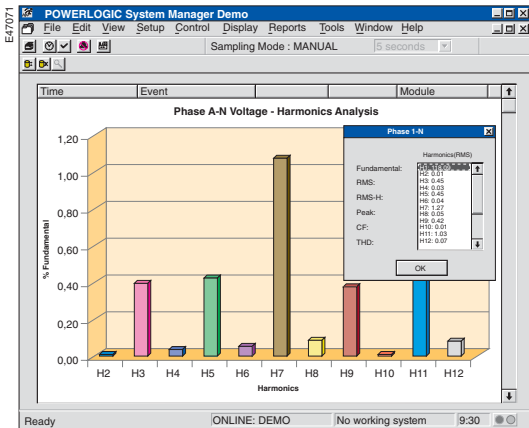 E47071
POWERLOGIC System Manager Demo
File Edit View Setup Control Display Reports Tools Window Help
Sampling Mode : MANUAL 5 seconds
Time Event Module
Phase A-N Voltage - Harmonics Analysis
% Fundamental
1,20
1,00
0,80
0,60
0,40
0,20
0,00
H2 H3 H4 H5 H6 H7 H8 H9 H10 H11 H12
Harmonics
Phase 1-N
Harmonics(RMS)
Fundamental:
RMS:
RMS-H:
Peak:
CF:
THD:
H2: 0.01
H3: 0.45
H4: 0.03
H5: 0.45
H6: 0.04
H7: 1.27
H8: 0.05
H9: 0.42
H10: 0.01
H11: 1.03
H12: 0.07
OK
Ready ONLINE: DEMO No working system 9:30